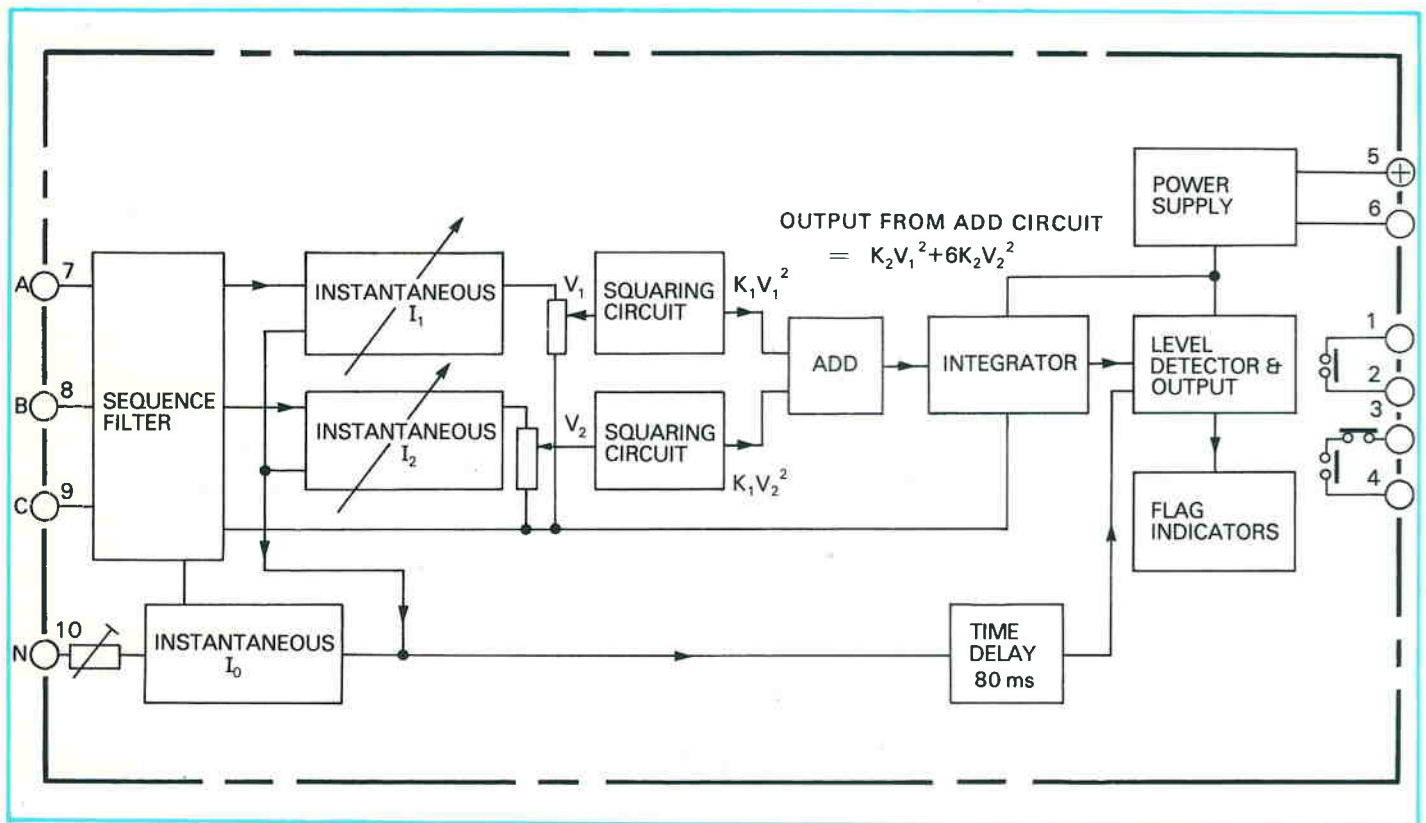 OUTPUT FROM ADD CIRCUIT
= K₂V₁²+6K₂V₂²
POWER
SUPPLY
5
6
A
7
B
8
C
9
N
10
SEQUENCE
FILTER
INSTANTANEOUS
I₁
INSTANTANEOUS
I₂
INSTANTANEOUS
I₀
V₁
V₂
SQUARING
CIRCUIT
K₁V₁²
SQUARING
CIRCUIT
K₁V₂²
ADD
INTEGRATOR
LEVEL
DETECTOR &
OUTPUT
FLAG
INDICATORS
TIME
DELAY
80 ms
1
2
3
4